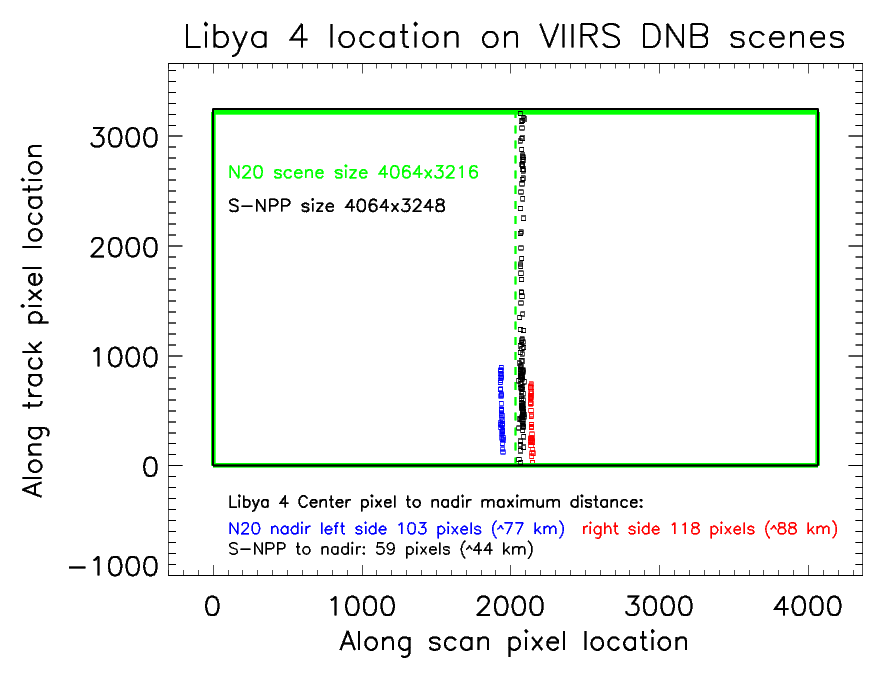 Libya 4 location on VIIRS DNB scenes
Along track pixel location
3000
2000
1000
0
−1000
N20 scene size 4064x3216
S−NPP size 4064x3248
Libya 4 Center pixel to nadir maximum distance:
N20 nadir left side 103 pixels (^77 km) right side 118 pixels (^88 km)
S−NPP to nadir: 59 pixels (^44 km)
0 1000 2000 3000 4000
Along scan pixel location